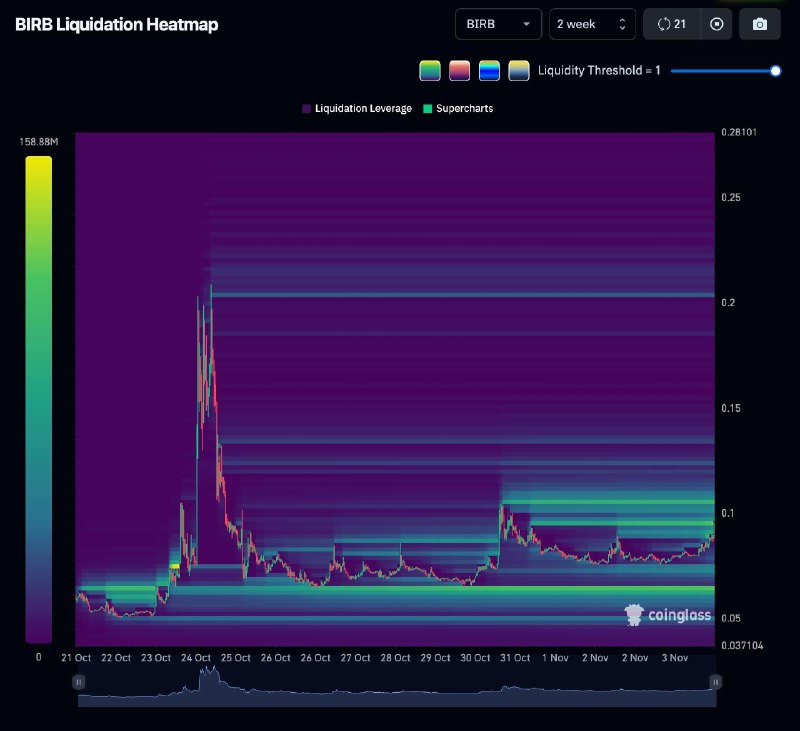 BIRB Liquidation Heatmap
BIRB
2 week
21
Liquidity Threshold = 1
Liquidation Leverage
Supercharts
158.88M
0
0.28101
0.25
0.2
0.15
0.1
0.05
0.037104
coinglass
21 Oct 22 Oct 23 Oct 24 Oct 25 Oct 26 Oct 26 Oct 27 Oct 28 Oct 29 Oct 30 Oct 31 Oct 1 Nov 2 Nov 2 Nov 3 Nov